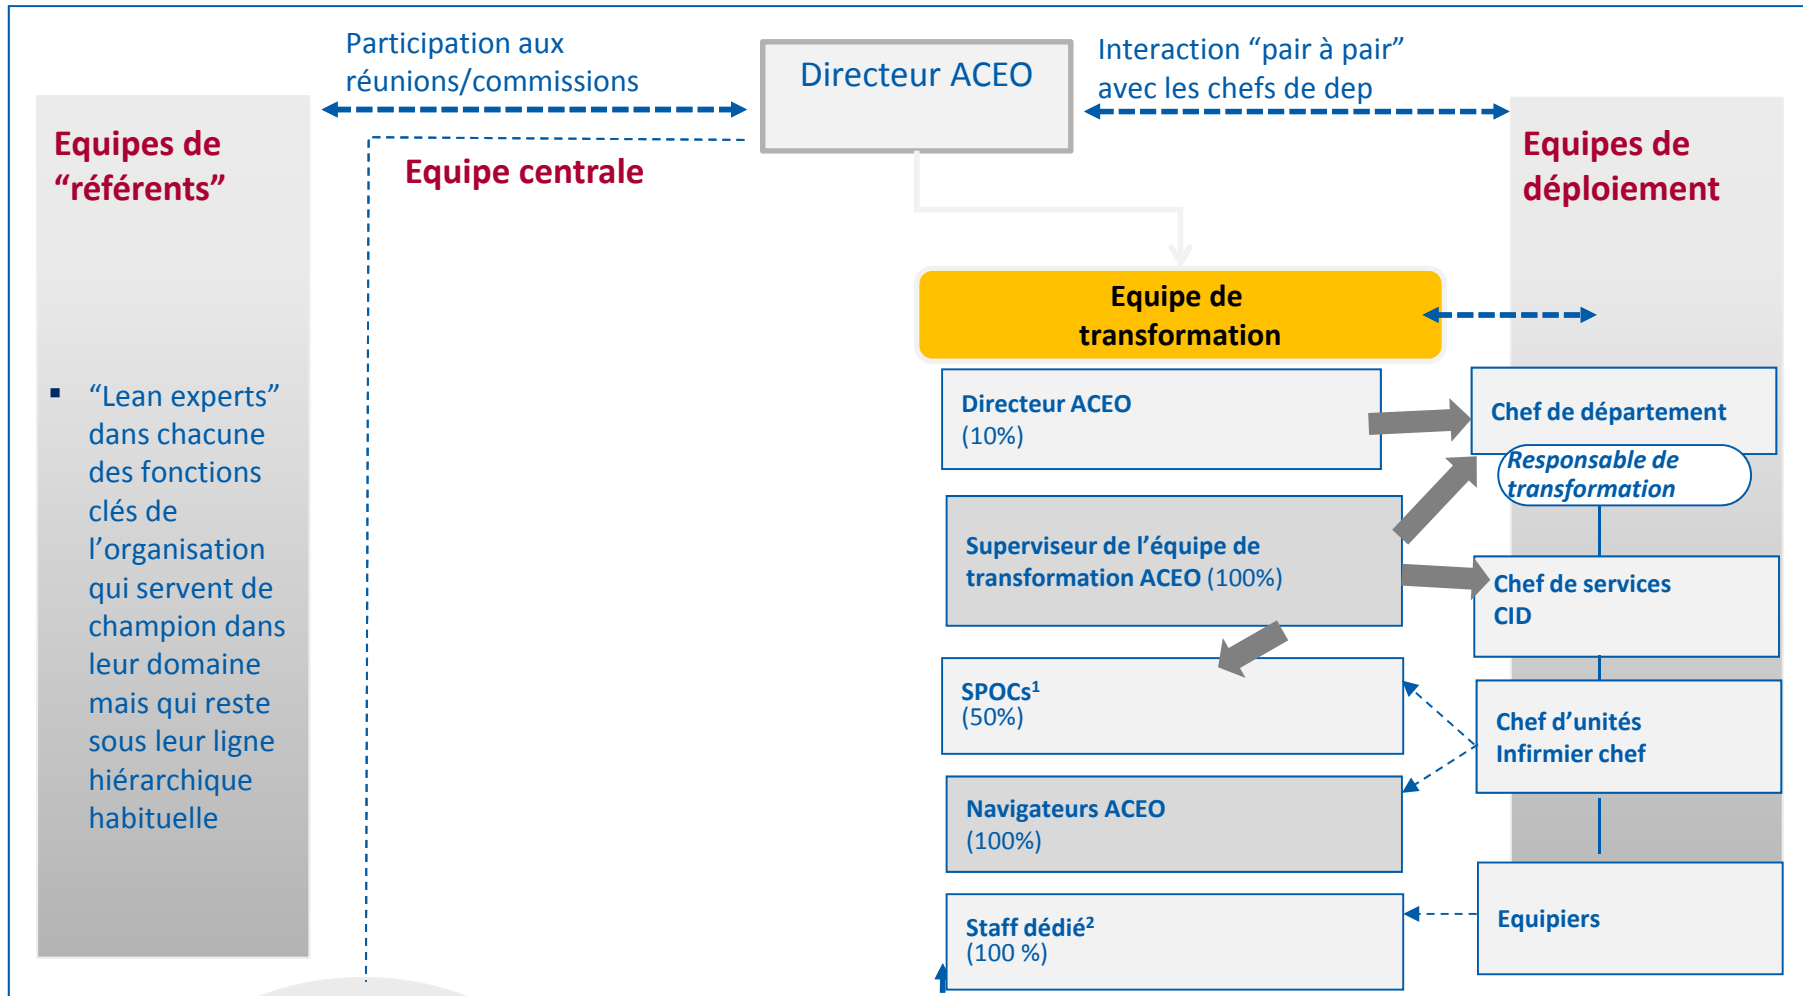 Participation aux
réunions/commissions
Directeur ACEO
Interaction “pair à pair”
avec les chefs de dep
Equipes de
“référents”
Equipe centrale
Equipes de
déploiement
Equipe de
transformation
▪ “Lean experts”
dans chacune
des fonctions
clés de
l’organisation
qui servent de
champion dans
leur domaine
mais qui reste
sous leur ligne
hiérarchique
habituelle
Directeur ACEO
(10%)
Chef de département
Responsable de
transformation
Superviseur de l’équipe de
transformation ACEO (100%)
Chef de services
CID
SPOCs¹
(50%)
Chef d’unités
Infirmier chef
Navigateurs ACEO
(100%)
Staff dédié²
(100 %)
Equipiers